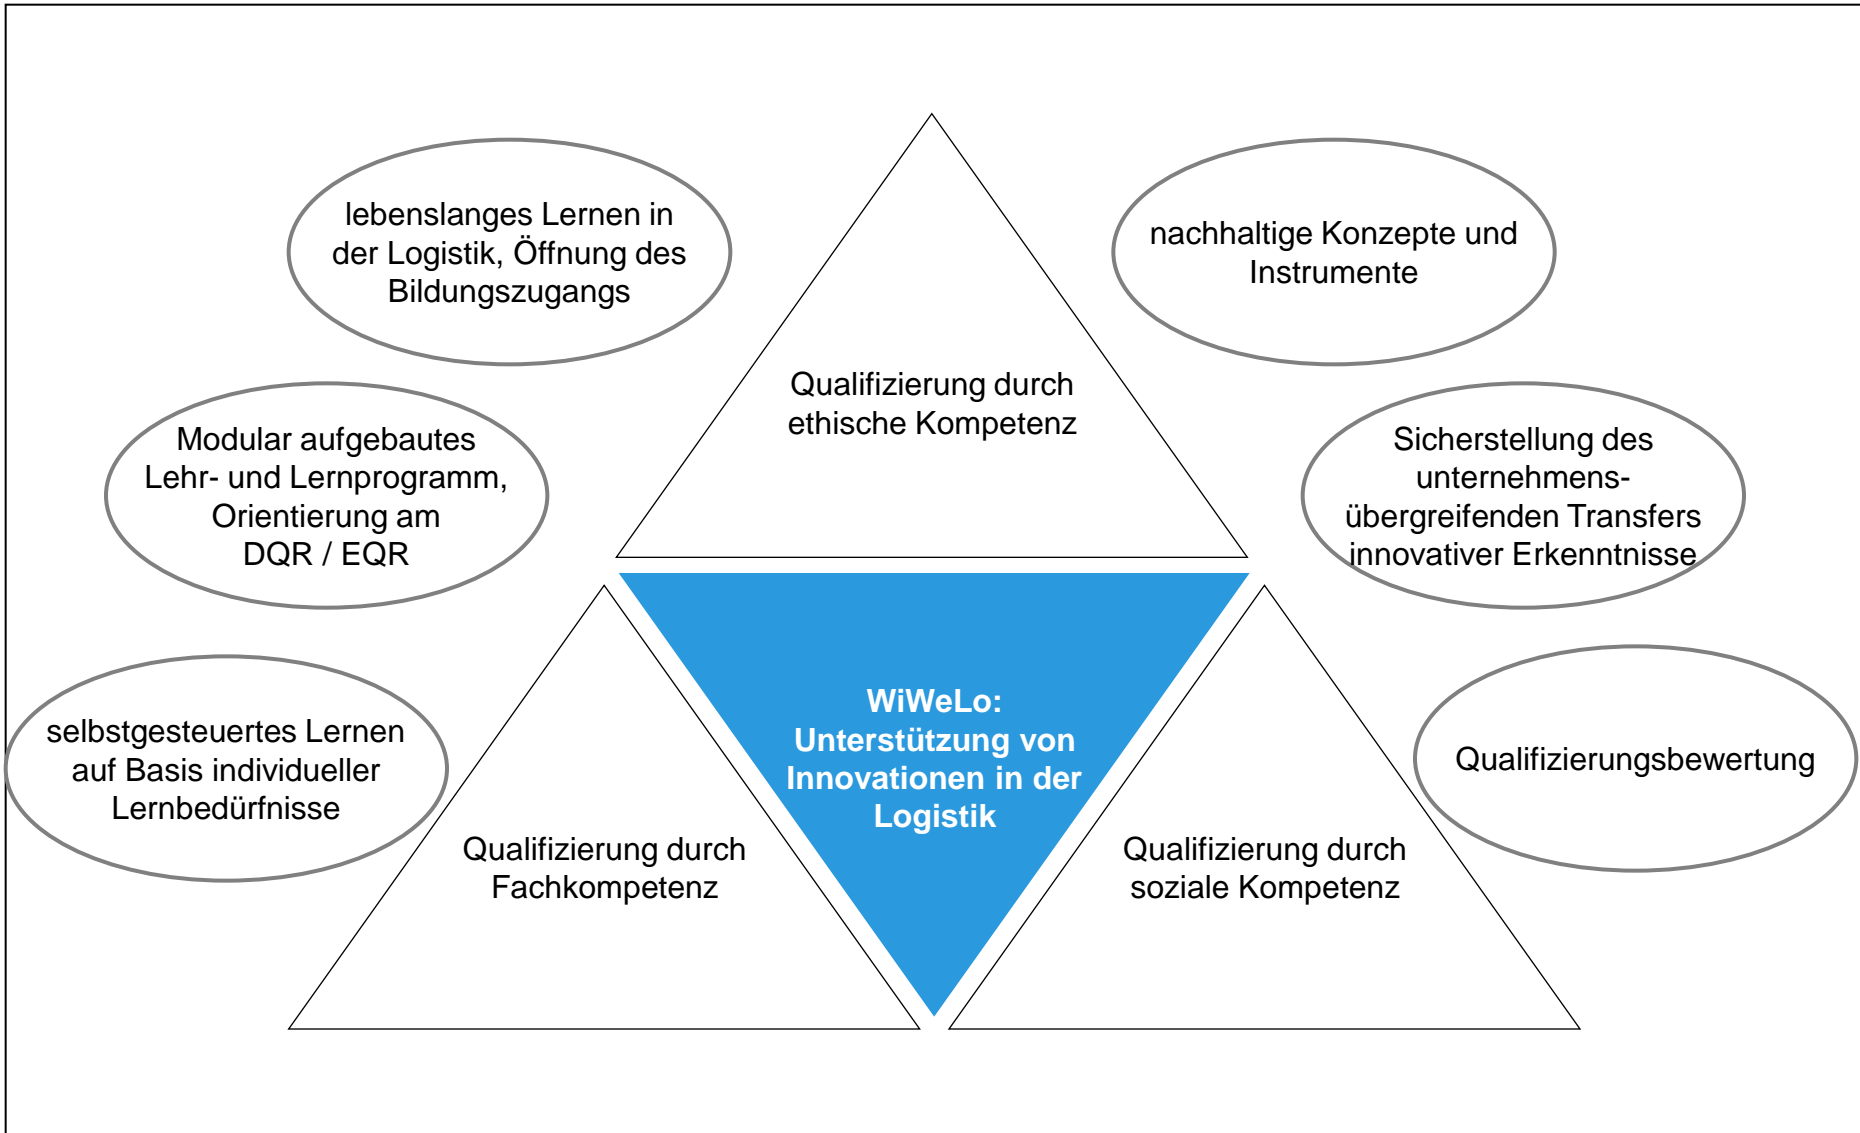 lebenslanges Lernen in
der Logistik, Öffnung des
Bildungszugangs
nachhaltige Konzepte und
Instrumente
Qualifizierung durch
ethische Kompetenz
Modular aufgebautes
Lehr- und Lernprogramm,
Orientierung am
DQR / EQR
Sicherstellung des
unternehmens-
übergreifenden Transfers
innovativer Erkenntnisse
selbstgesteuertes Lernen
auf Basis individueller
Lernbedürfnisse
WiWeLo:
Unterstützung von
Innovationen in der
Logistik
Qualifizierungsbewertung
Qualifizierung durch
Fachkompetenz
Qualifizierung durch
soziale Kompetenz